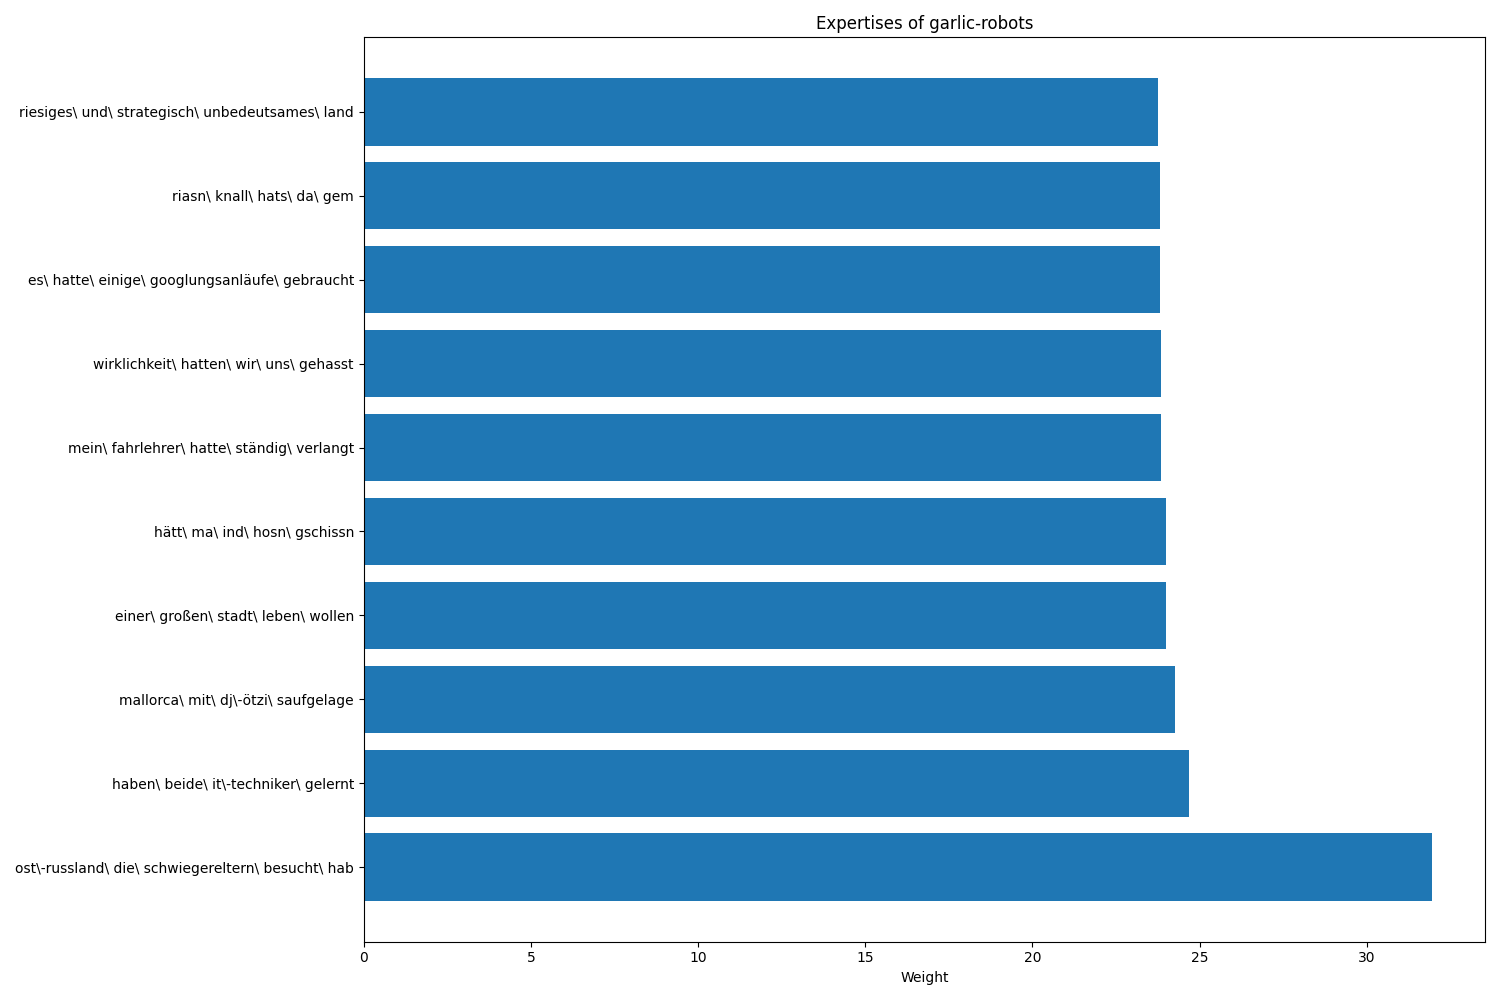 Expertises of garlic-robots
riesiges\ und\ strategisch\ unbedeutsames\ land
riasn\ knall\ hats\ da\ gem
es\ hatte\ einige\ googlungsanläufe\ gebraucht
wirklichkeit\ hatten\ wir\ uns\ gehasst
mein\ fahrlehrer\ hatte\ ständig\ verlangt
hätt\ ma\ ind\ hosn\ gschissn
einer\ großen\ stadt\ leben\ wollen
mallorca\ mit\ dj\-ötzi\ saufgelage
haben\ beide\ it\-techniker\ gelernt
ost\-russland\ die\ schwiegereltern\ besucht\ hab
0 5 10 15 20 25 30
Weight